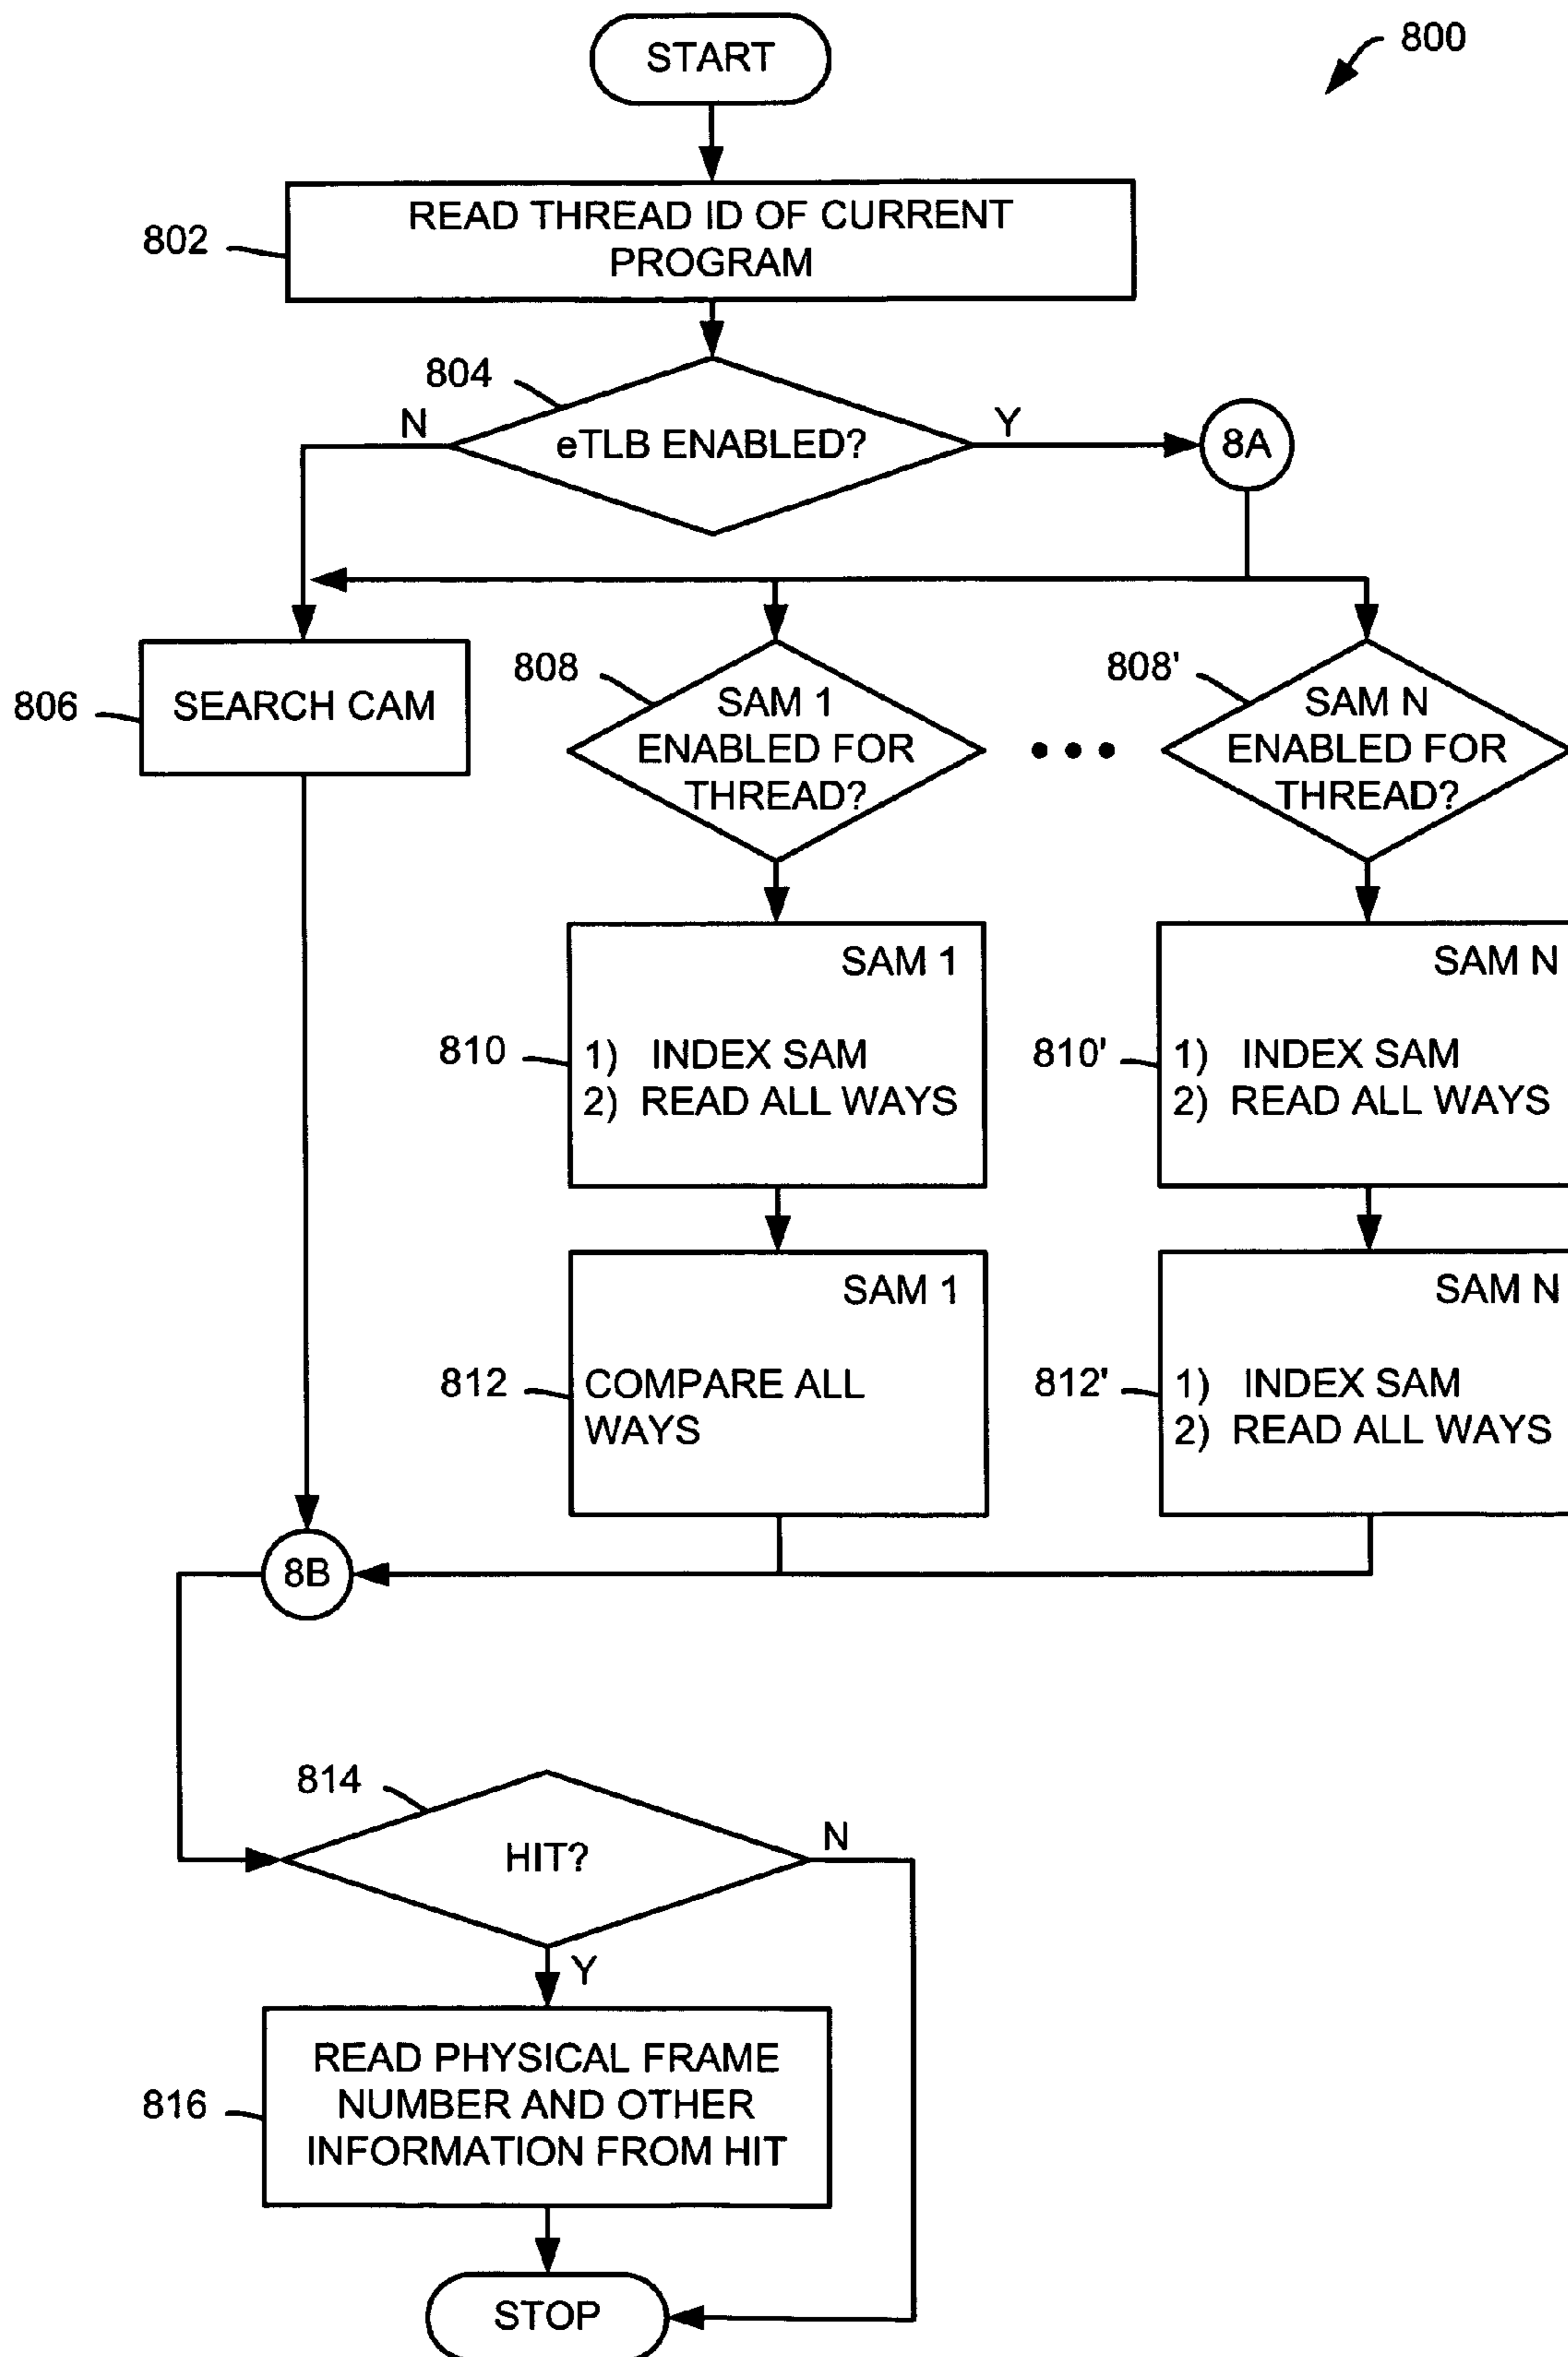 START
800
802
READ THREAD ID OF CURRENT
PROGRAM
804
N
eTLB ENABLED?
Y
8A
806
SEARCH CAM
808
SAM 1
ENABLED FOR
THREAD?
808'
SAM N
ENABLED FOR
THREAD?
810
SAM 1
1) INDEX SAM
2) READ ALL WAYS
810'
SAM N
1) INDEX SAM
2) READ ALL WAYS
812
SAM 1
COMPARE ALL
WAYS
812'
SAM N
1) INDEX SAM
2) READ ALL WAYS
8B
814
HIT?
N
Y
816
READ PHYSICAL FRAME
NUMBER AND OTHER
INFORMATION FROM HIT
STOP